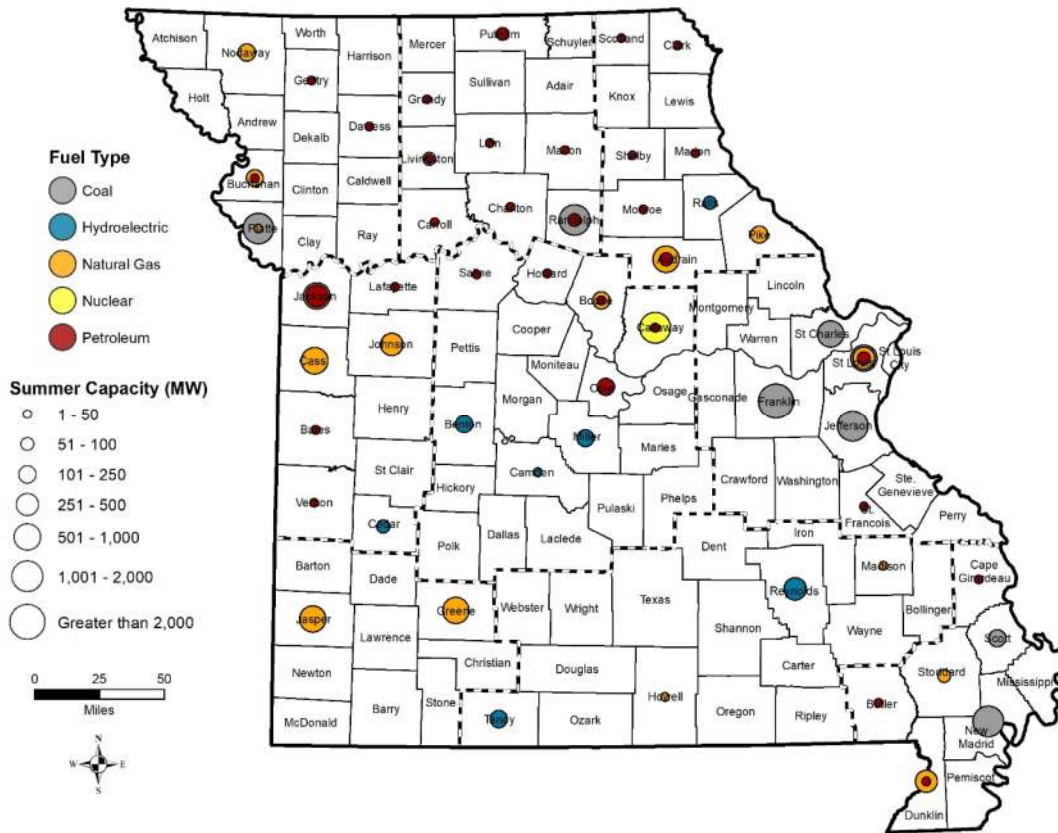 Atchison
Nodaway
Worth
Harrison
Mercer
Putnam
Schuyler
Scotland
Clark
Gentry
Sullivan
Adair
Knox
Lewis
Holt
Andrew
Dekalb
Daviess
Grundy
Linn
Macon
Shelby
Marion
Livingston
Buchanan
Clinton
Caldwell
Chariton
Randolph
Monroe
Ralls
Platte
Clay
Ray
Carroll
Audrain
Pike
Jackson
Lafayette
Saline
Howard
Boone
Callaway
Montgomery
Lincoln
Cass
Johnson
Pettis
Cooper
Moniteau
Warren
St Charles
St Louis
St Louis
City
Cole
Osage
Gasconade
Franklin
Jefferson
Bates
Henry
Benton
Morgan
Miller
Maries
St Clair
Camden
Crawford
Washington
Ste.
Genevieve
Vernon
Hickory
Pulaski
Phelps
St.
Francois
Perry
Cedar
Polk
Dallas
Laclede
Dent
Iron
Barton
Dade
Texas
Reynolds
Madison
Cape
Girardeau
Jasper
Greene
Webster
Wright
Shannon
Bollinger
Lawrence
Wayne
Scott
Newton
Christian
Douglas
Carter
Stoddard
Mississippi
Stone
Howell
McDonald
Barry
Taney
Ozark
Oregon
Ripley
Butler
New
Madrid
Pemiscot
Dunklin
Fuel Type
Coal
Hydroelectric
Natural Gas
Nuclear
Petroleum
Summer Capacity (MW)
1 - 50
51 - 100
101 - 250
251 - 500
501 - 1,000
1,001 - 2,000
Greater than 2,000
0 25 50
Miles
N
W E
S